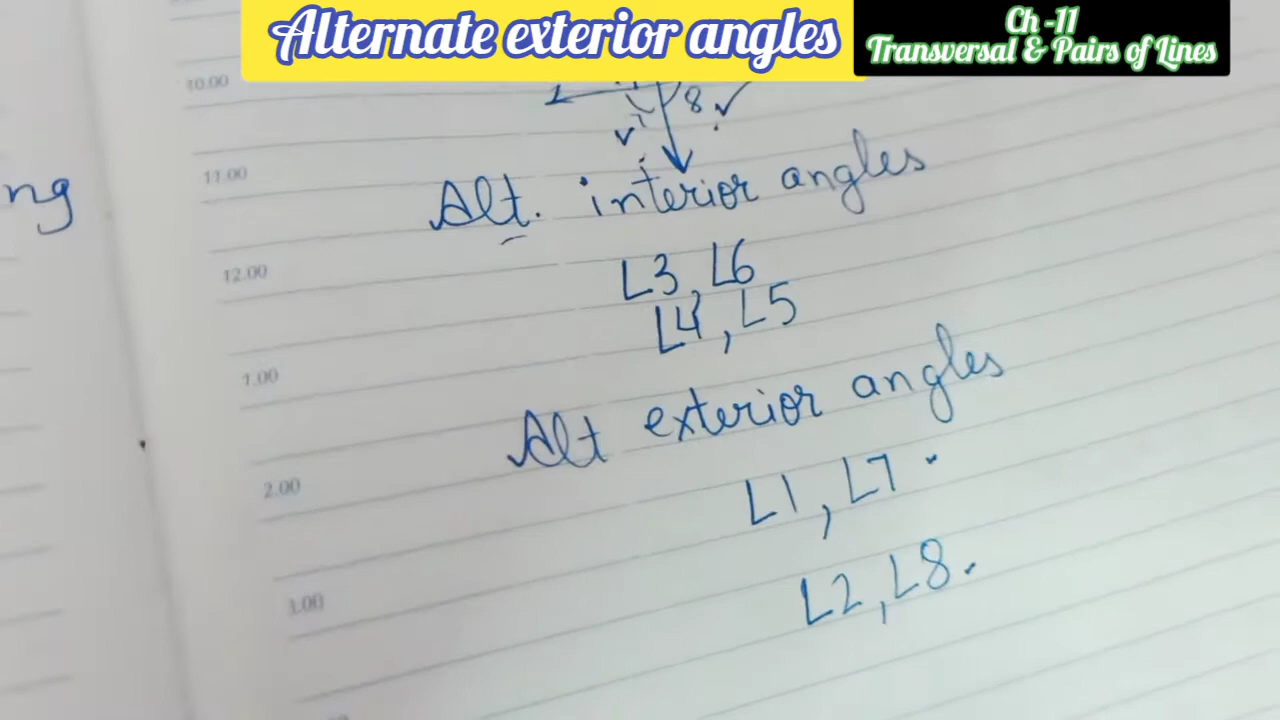 Alternate exterior angles
Ch -11
Transversal & Pairs of Lines
10.00
8
11.00
ng
Alt. interior angles
12.00
∠3, ∠6
∠4, ∠5
1.00
Alt exterior angles
2.00
∠1, ∠7
3.00
∠2, ∠8.